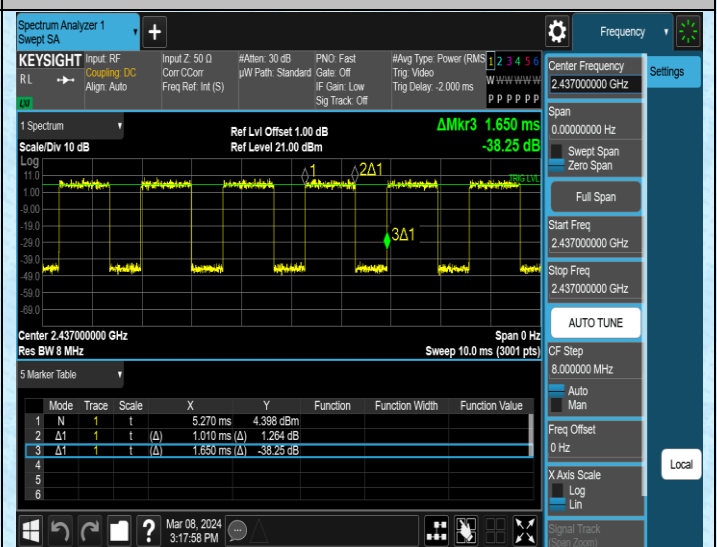 Spectrum Analyzer 1
Swept SA
+
Frequency
KEYSIGHT
RL
LXI
Input: RF
Coupling: DC
Align: Auto
Input Z: 50 Ω
Corr CCorr
Freq Ref: Int (S)
#Atten: 30 dB
µW Path: Standard
PNO: Fast
Gate: Off
IF Gain: Low
Sig Track: Off
#Avg Type: Power (RMS
Trig: Video
Trig Delay: -2.000 ms
1 2 3 4 5 6
W W W W W W
P P P P P P
Center Frequency
2.437000000 GHz
Settings
Span
0.00000000 Hz
Swept Span
Zero Span
Full Span
Start Freq
2.437000000 GHz
Stop Freq
2.437000000 GHz
AUTO TUNE
CF Step
8.000000 MHz
Auto
Man
Freq Offset
0 Hz
X Axis Scale
Log
Lin
Signal Track
(Span Zoom)
Local
1 Spectrum
Scale/Div 10 dB
Ref Lvl Offset 1.00 dB
Ref Level 21.00 dBm
ΔMkr3 1.650 ms
-38.25 dB
Log
11.0
1.00
-9.00
-19.0
-29.0
-39.0
-49.0
-59.0
-69.0
1
2Δ1
3Δ1
TRIG LVL
Center 2.437000000 GHz
Span 0 Hz
Res BW 8 MHz
Sweep 10.0 ms (3001 pts)
5 Marker Table
Mode Trace Scale X Y Function Function Width Function Value
1 N 1 t 5.270 ms 4.398 dBm
2 Δ1 1 t (Δ) 1.010 ms (Δ) 1.264 dB
3 Δ1 1 t (Δ) 1.650 ms (Δ) -38.25 dB
4
5
6
?
Mar 08, 2024
3:17:58 PM